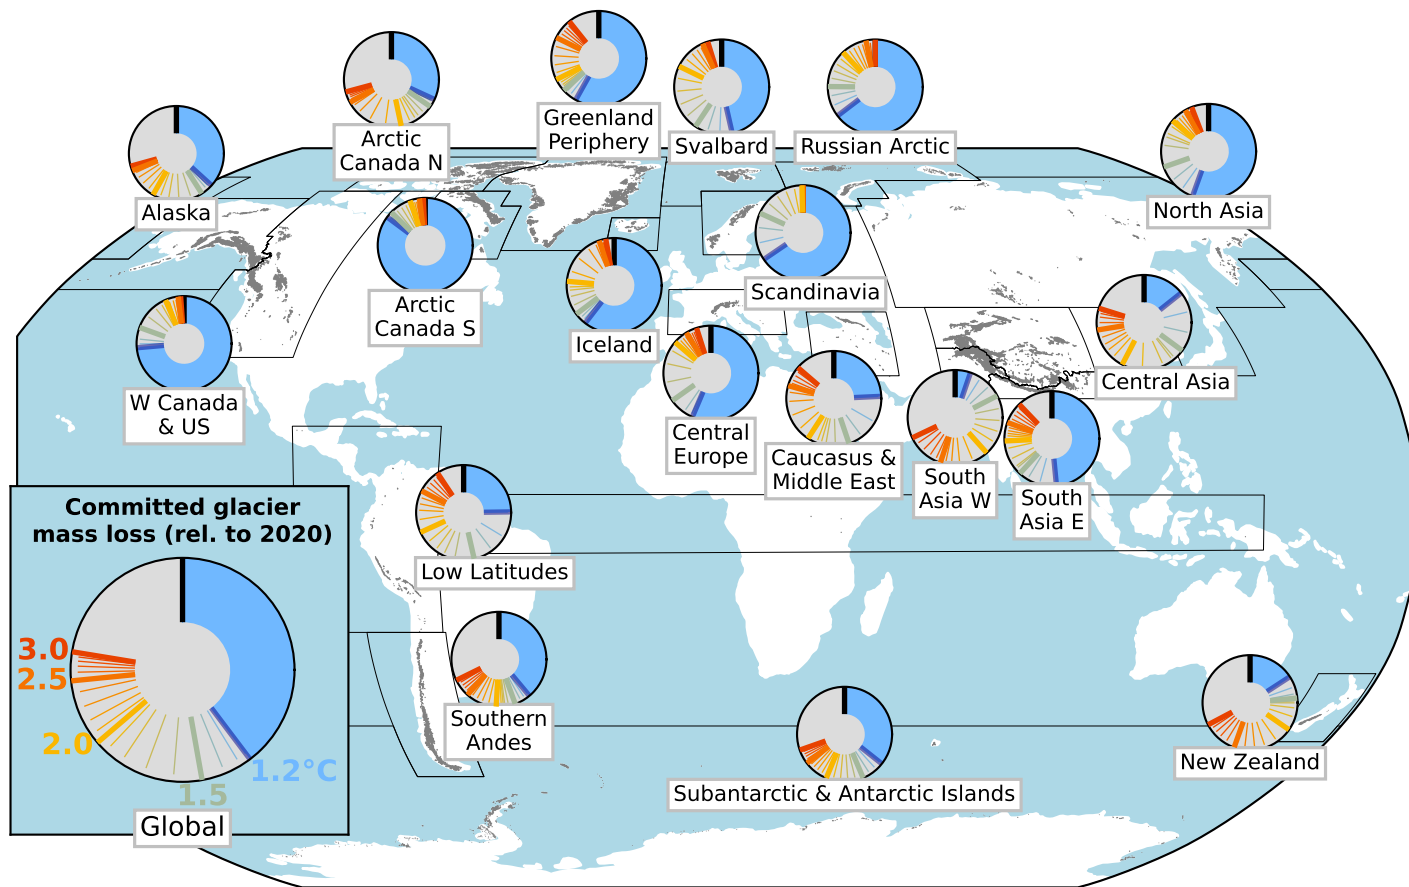 Greenland
Periphery
Arctic
Canada N
Svalbard
Russian Arctic
Alaska
North Asia
Arctic
Canada S
Scandinavia
Iceland
W Canada
& US
Central Asia
Central
Europe
Caucasus &
Middle East
South
Asia W
South
Asia E
Committed glacier
mass loss (rel. to 2020)
3.0
2.5
2.0
1.5
1.2°C
Global
Low Latitudes
Southern
Andes
New Zealand
Subantarctic & Antarctic Islands